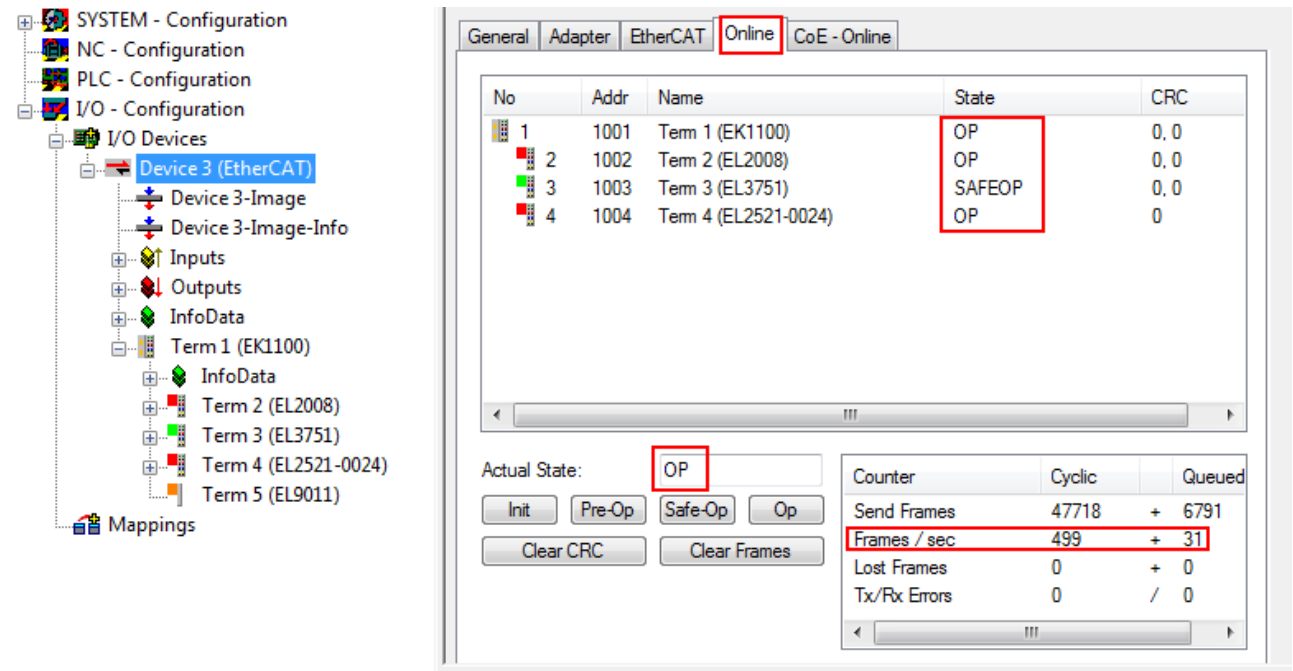 SYSTEM - Configuration
NC - Configuration
PLC - Configuration
I/O - Configuration
I/O Devices
Device 3 (EtherCAT)
Device 3-Image
Device 3-Image-Info
Inputs
Outputs
InfoData
Term 1 (EK1100)
InfoData
Term 2 (EL2008)
Term 3 (EL3751)
Term 4 (EL2521-0024)
Term 5 (EL9011)
Mappings
General Adapter EtherCAT Online CoE - Online
No Addr Name State CRC
1 1001 Term 1 (EK1100) OP 0, 0
2 1002 Term 2 (EL2008) OP 0, 0
3 1003 Term 3 (EL3751) SAFEOP 0, 0
4 1004 Term 4 (EL2521-0024) OP 0
Actual State: OP
Init Pre-Op Safe-Op Op
Clear CRC Clear Frames
Counter Cyclic Queued
Send Frames 47718 + 6791
Frames / sec 499 + 31
Lost Frames 0 + 0
Tx/Rx Errors 0 / 0